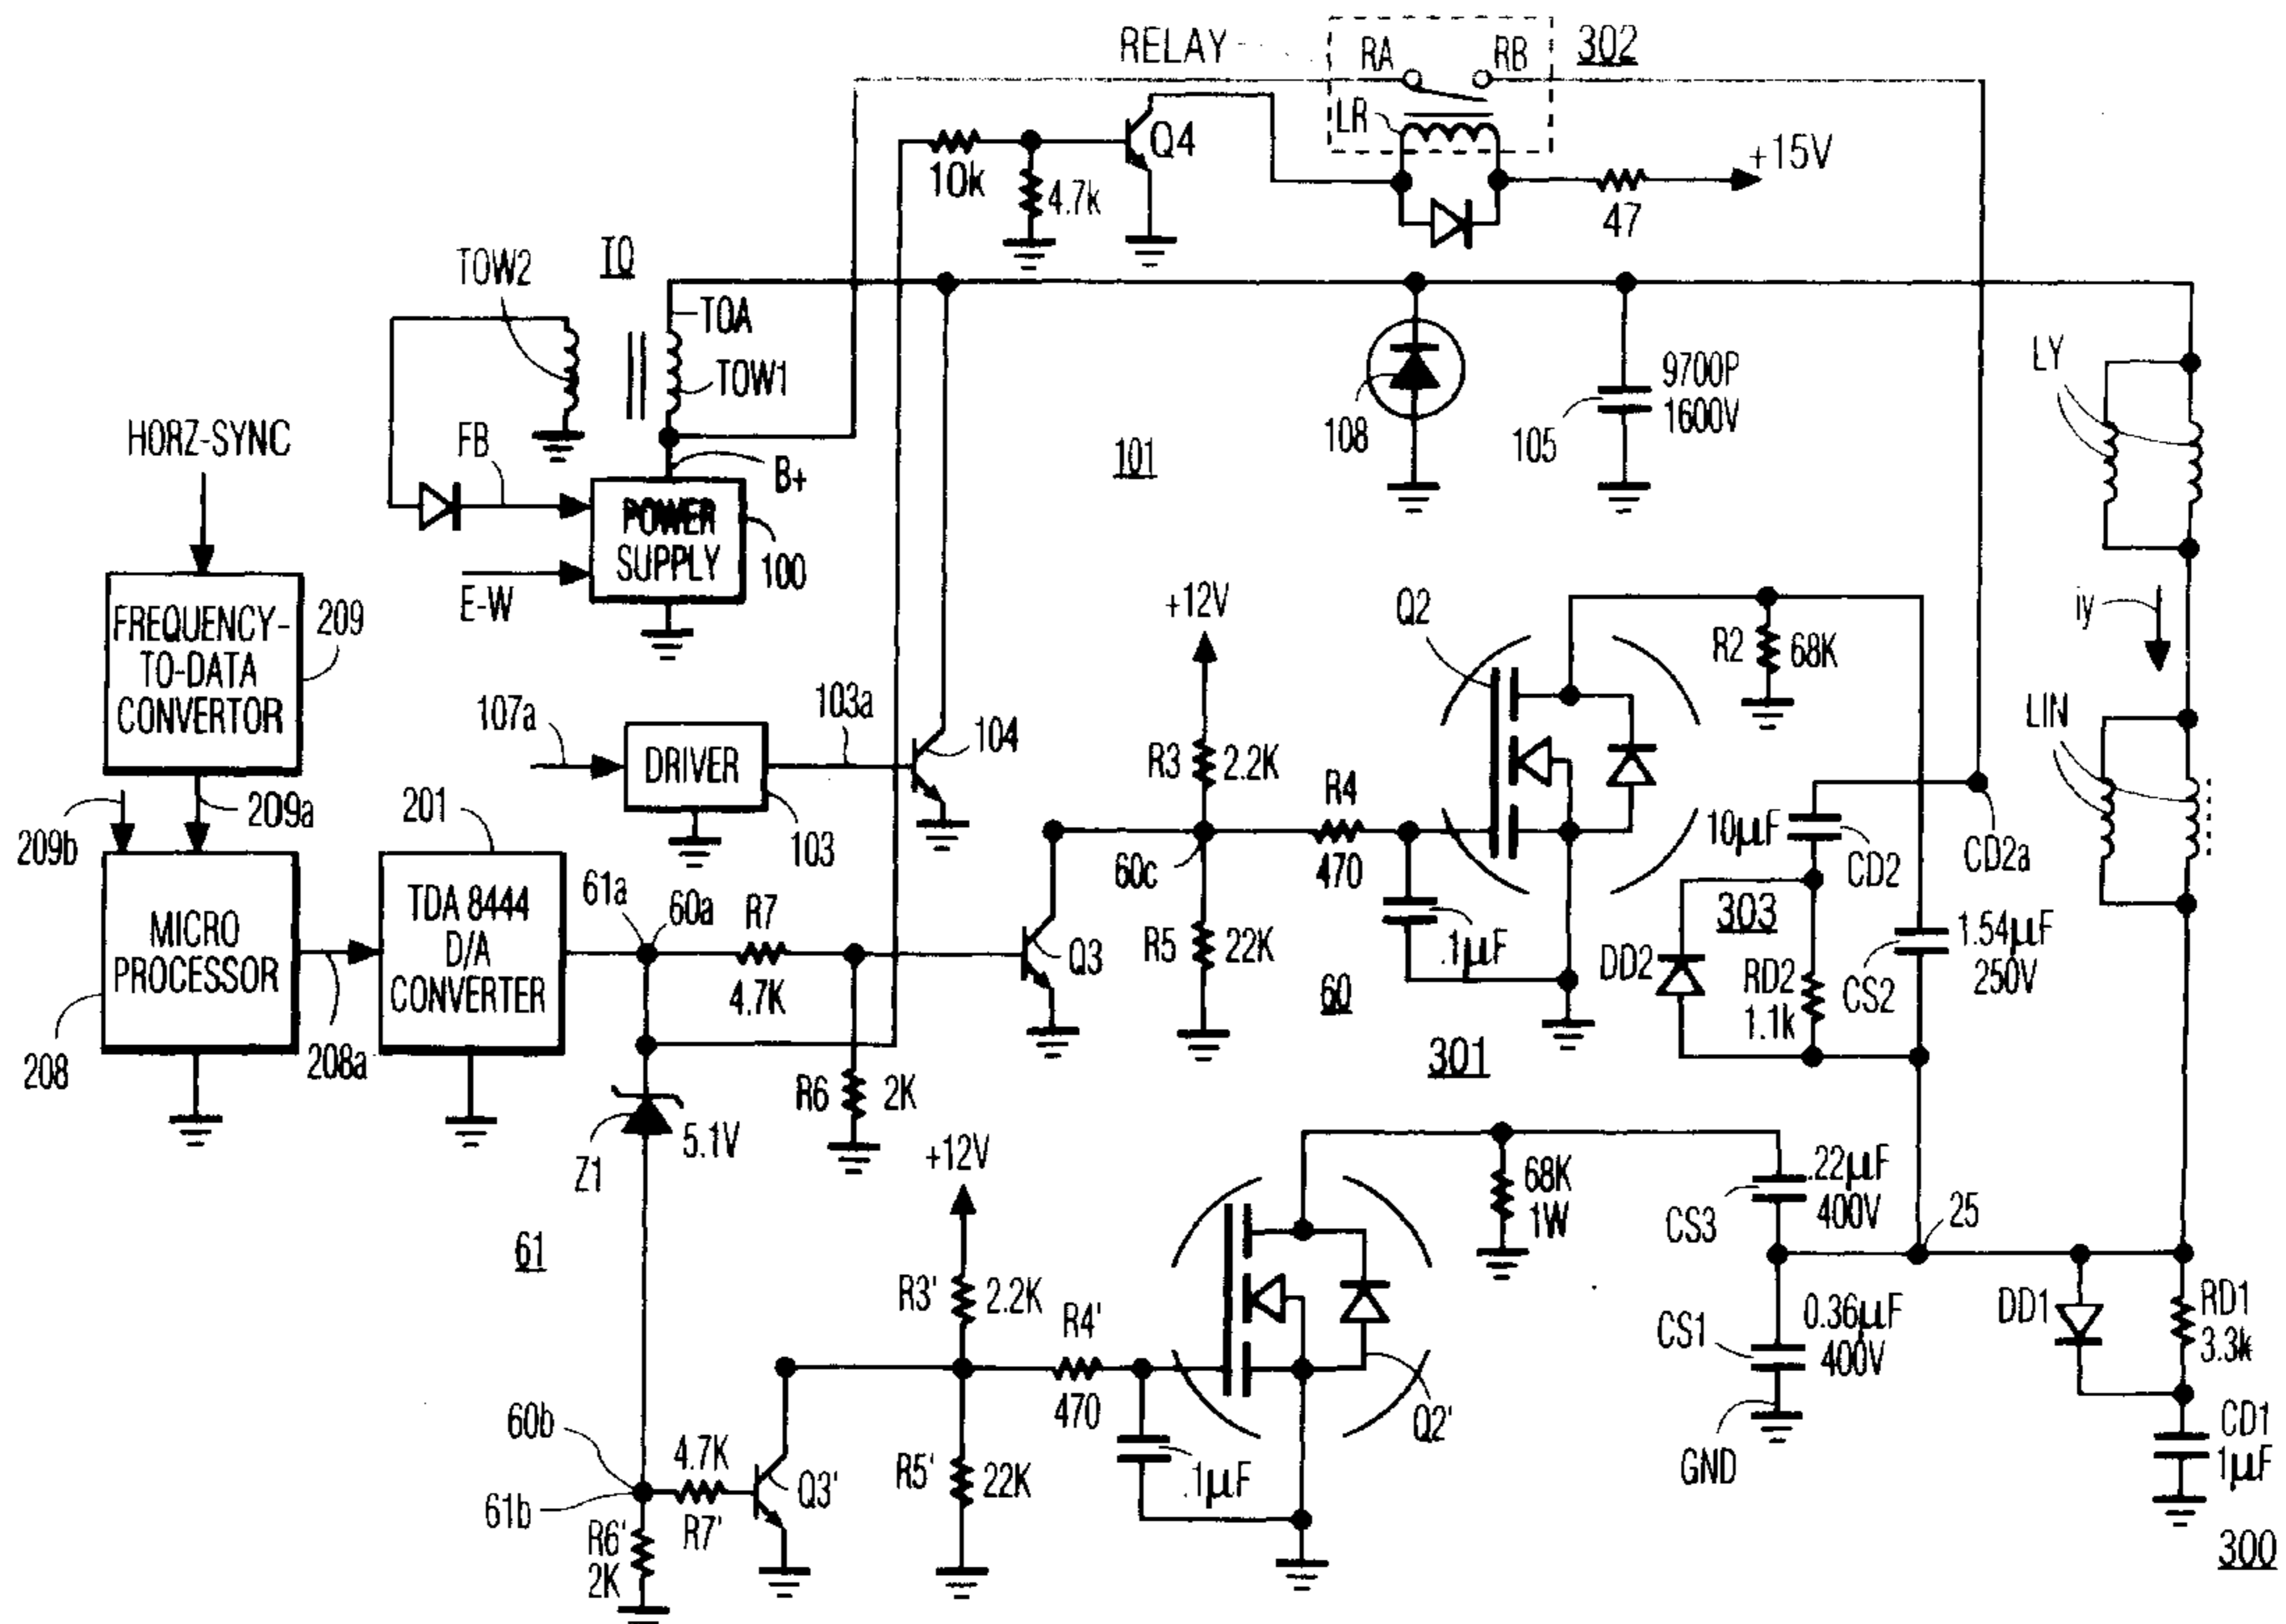 RELAY
RA
RB
302
LR
Q4
+15V
10k
4.7k
47
TOW2
TO
TOA
TOW1
LY
9700P
1600V
108
105
101
HORZ-SYNC
FB
B+
POWER
SUPPLY
100
E-W
FREQUENCY-
TO-DATA
CONVERTOR
209
+12V
Q2
R2
68K
iy
107a
DRIVER
103a
104
103
LIN
R3
2.2K
R4
470
209b
209a
201
10µF
CD2
CD2a
60c
MICRO
PROCESSOR
208
208a
TDA 8444
D/A
CONVERTER
61a
60a
R7
4.7K
Q3
R5
22K
.1µF
60
303
DD2
RD2
1.1k
CS2
1.54µF
250V
301
R6
2K
Z1
5.1V
+12V
68K
1W
.22µF
400V
CS3
25
61
R3'
2.2K
R4'
470
CS1
0.36µF
400V
DD1
RD1
3.3k
60b
61b
4.7K
R7'
Q3'
R5'
22K
.1µF
Q2'
GND
CD1
1µF
R6'
2K
300